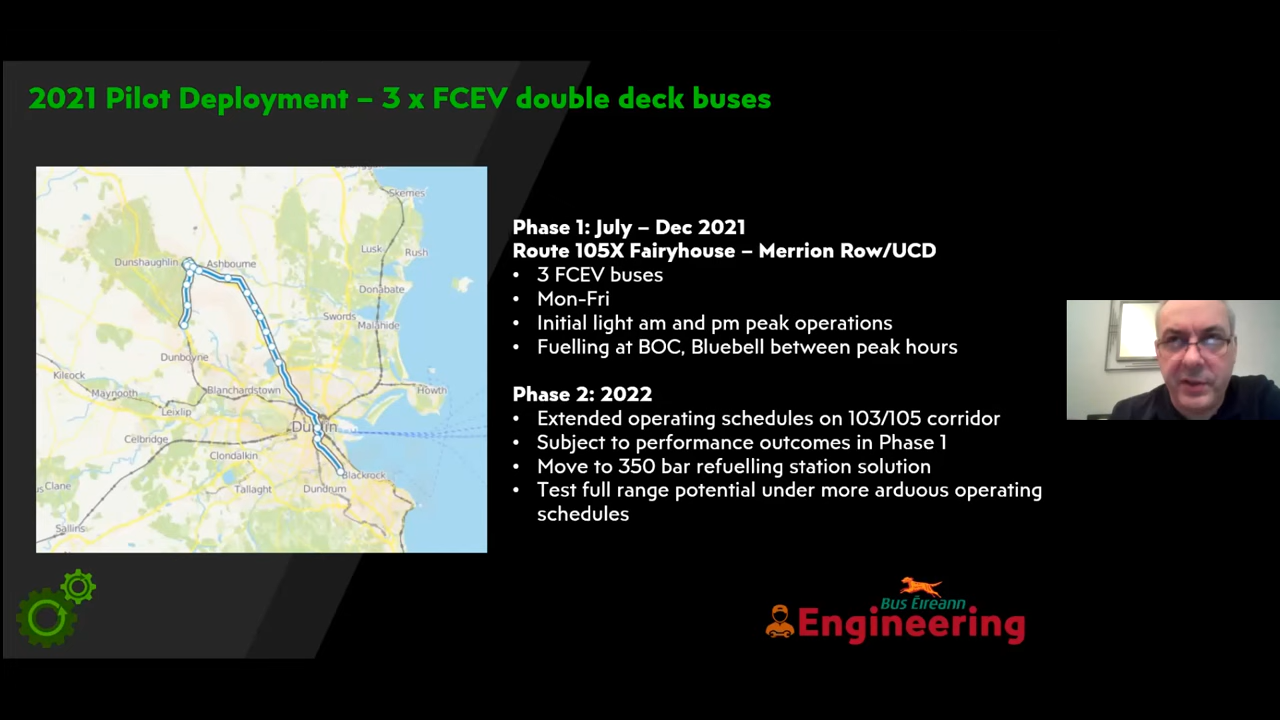 2021 Pilot Deployment – 3 x FCEV double deck buses
Skerries
Lusk
Rush
Dunshaughlin
Ashbourne
Donabate
Swords
Malahide
Dunboyne
Kilcock
Maynooth
Blanchardstown
Howth
Leixlip
Dublin
Celbridge
Clondalkin
Blackrock
Clane
Tallaght
Dundrum
Sallins
Phase 1: July – Dec 2021
Route 105X Fairyhouse – Merrion Row/UCD
• 3 FCEV buses
• Mon-Fri
• Initial light am and pm peak operations
• Fuelling at BOC, Bluebell between peak hours
Phase 2: 2022
• Extended operating schedules on 103/105 corridor
• Subject to performance outcomes in Phase 1
• Move to 350 bar refuelling station solution
• Test full range potential under more arduous operating
schedules
Bus Éireann
Engineering